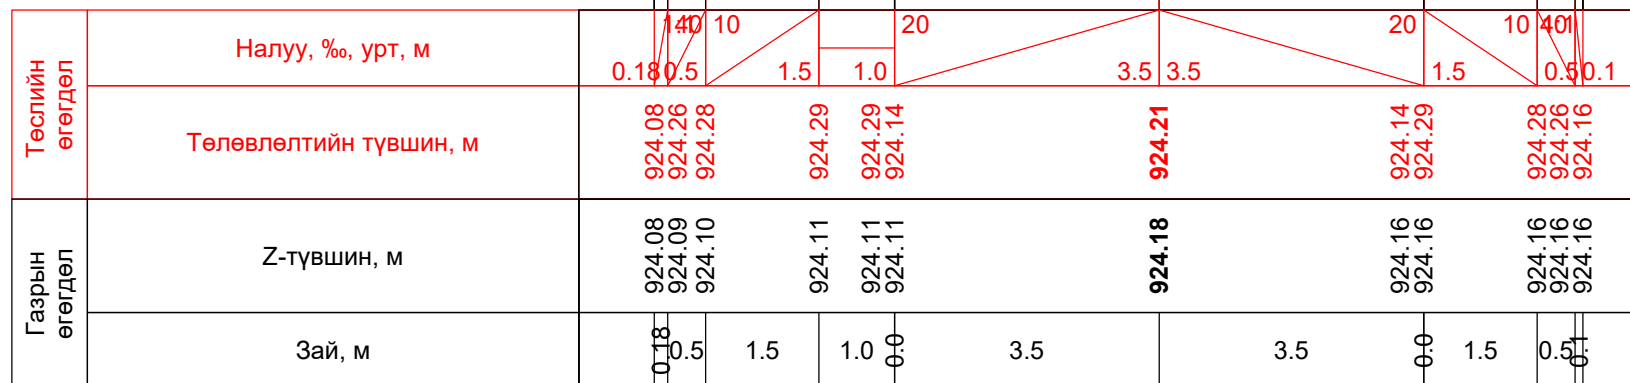 Төслийн өгөгдөл
Налуу, ‰, урт, м
40 10 20 20 10 40
0.18 0.5 1.5 1.0 3.5 3.5 1.5 0.5 0.1
Төлөвлөлтийн түвшин, м
924.08 924.26 924.28 924.29 924.29 924.14 924.21 924.14 924.29 924.28 924.26 924.16
Газрын өгөгдөл
Z-түвшин, м
924.08 924.09 924.10 924.11 924.11 924.11 924.18 924.16 924.16 924.16 924.16 924.16
Зай, м
0.18 0.5 1.5 1.0 0.0 3.5 3.5 0.0 1.5 0.5 0.1